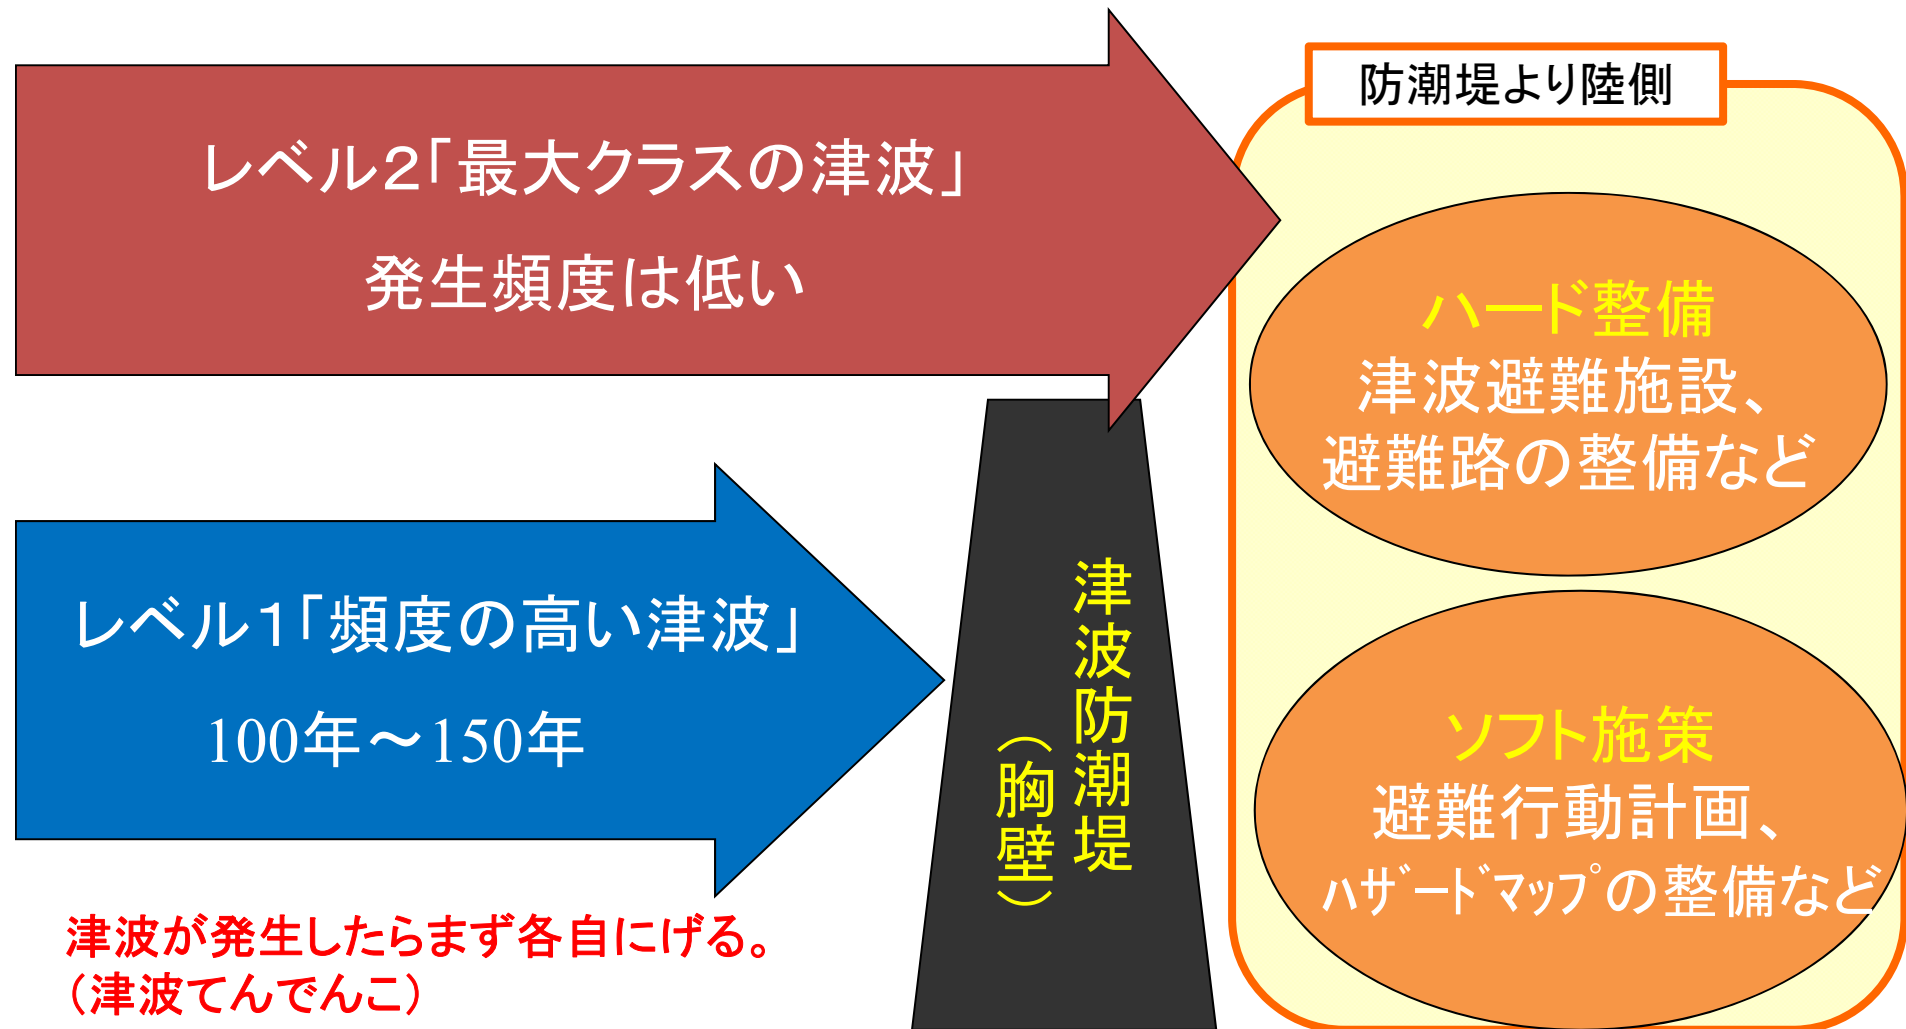 レベル２「最大クラスの津波」
発生頻度は低い
レベル１「頻度の高い津波」
100年～150年
津波が発生したらまず各自にげる。
（津波てんでんこ）
津波防潮堤
（胸壁）
防潮堤より陸側
ハード整備
津波避難施設、
避難路の整備など
ソフト施策
避難行動計画、
ﾊｻﾞｰﾄﾞﾏｯﾌﾟの整備など